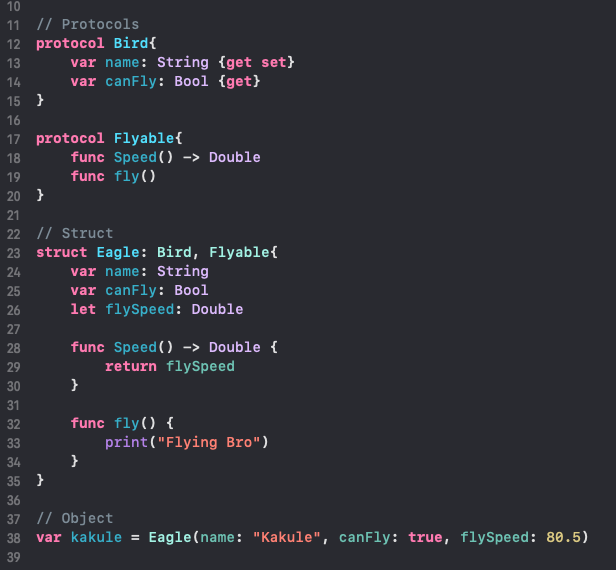 10
11 // Protocols
12 protocol Bird{
13     var name: String {get set}
14     var canFly: Bool {get}
15 }
16
17 protocol Flyable{
18     func Speed() -> Double
19     func fly()
20 }
21
22 // Struct
23 struct Eagle: Bird, Flyable{
24     var name: String
25     var canFly: Bool
26     let flySpeed: Double
27
28     func Speed() -> Double {
29         return flySpeed
30     }
31
32     func fly() {
33         print("Flying Bro")
34     }
35 }
36
37 // Object
38 var kakule = Eagle(name: "Kakule", canFly: true, flySpeed: 80.5)
39